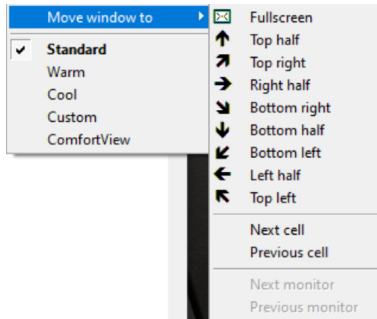 Move window to
Standard
Warm
Cool
Custom
ComfortView
Fullscreen
Top half
Top right
Right half
Bottom right
Bottom half
Bottom left
Left half
Top left
Next cell
Previous cell
Next monitor
Previous monitor